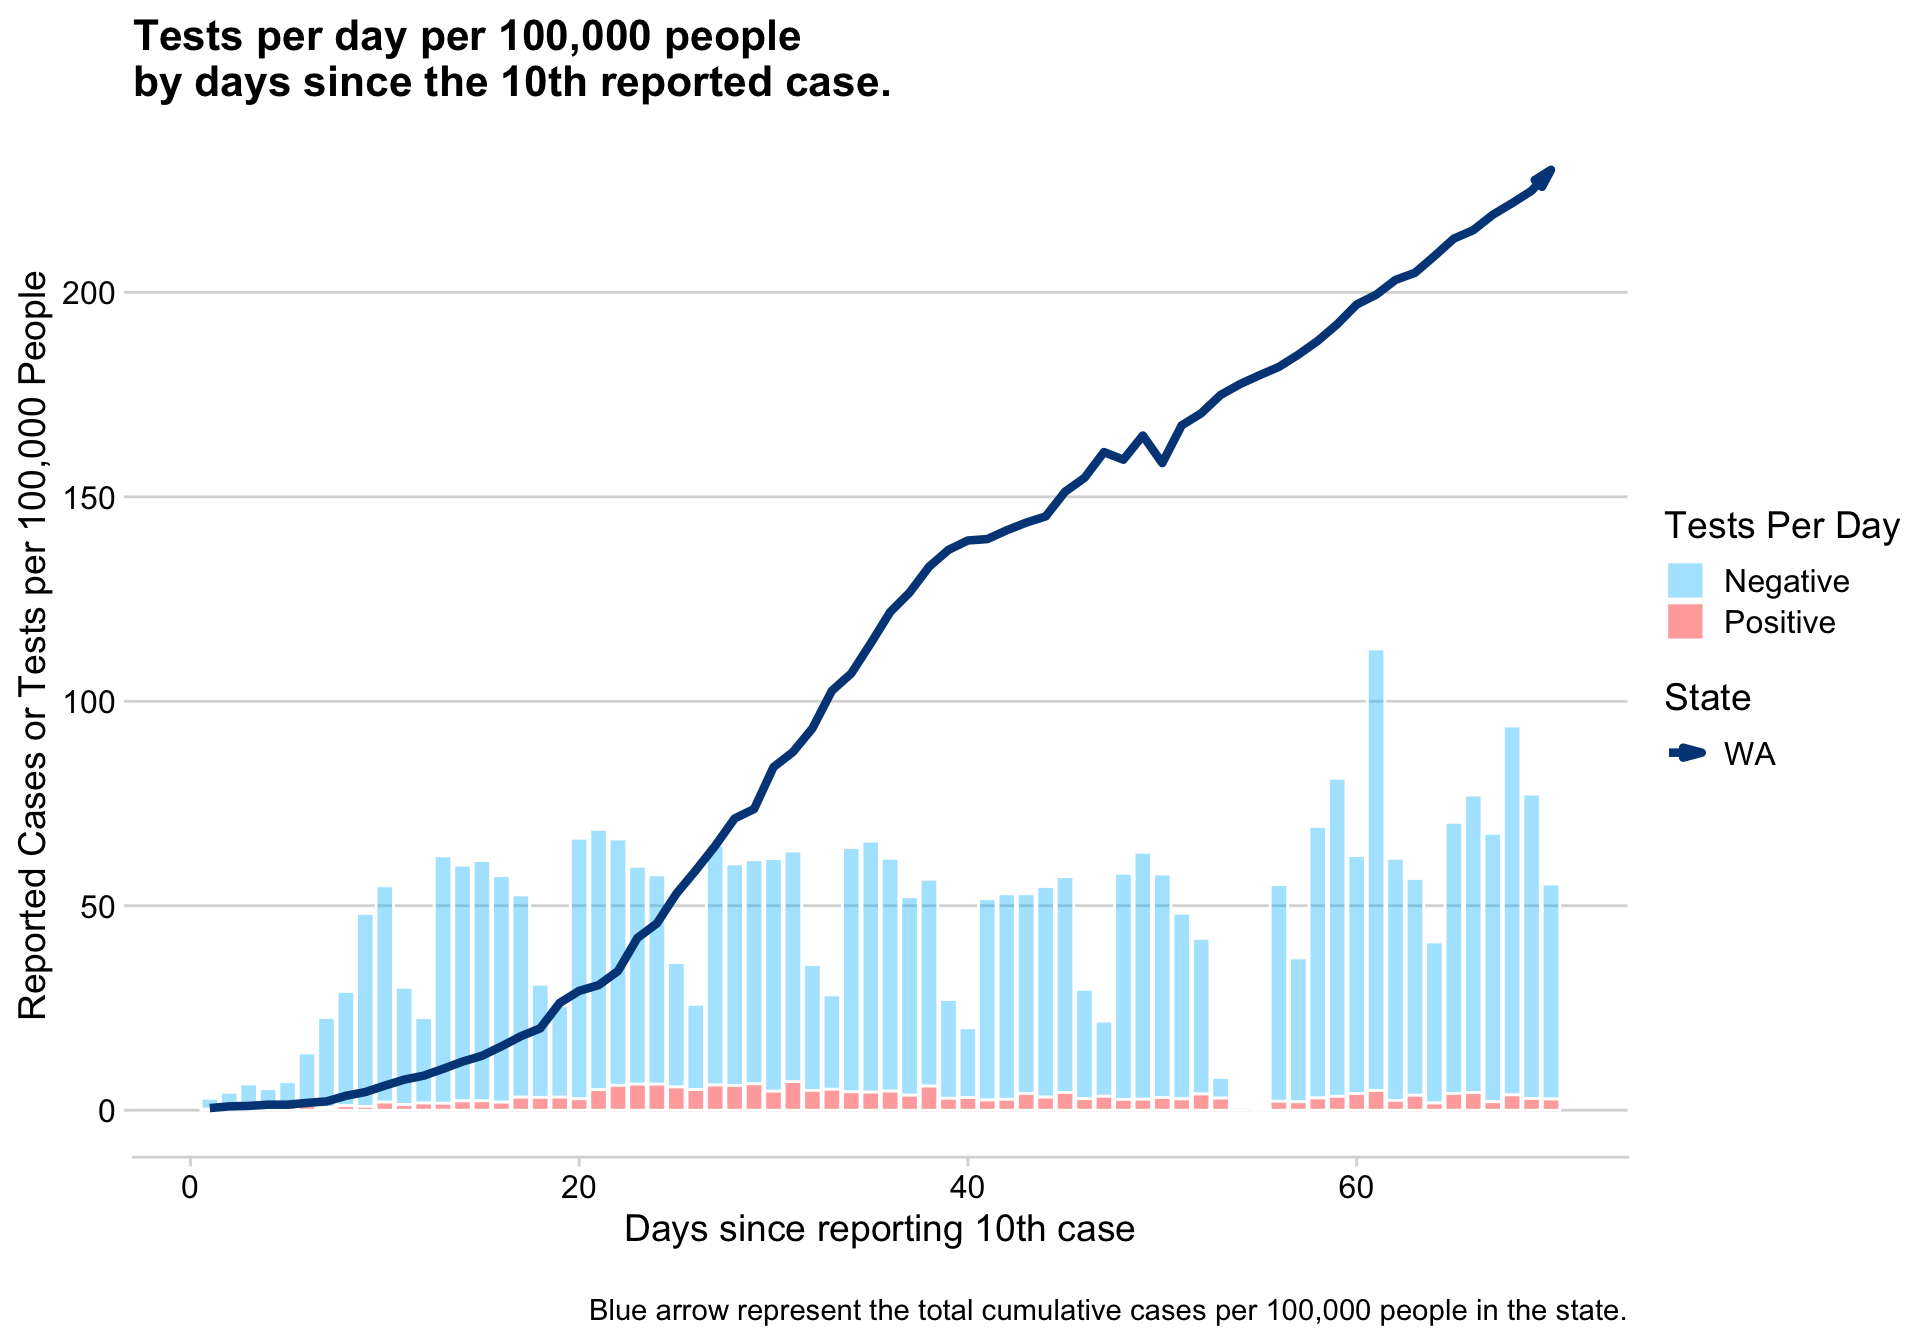 Tests per day per 100,000 people
by days since the 10th reported case.
Reported Cases or Tests per 100,000 People
200
150
100
50
0
0
20
40
60
Days since reporting 10th case
Tests Per Day
Negative
Positive
State
WA
Blue arrow represent the total cumulative cases per 100,000 people in the state.